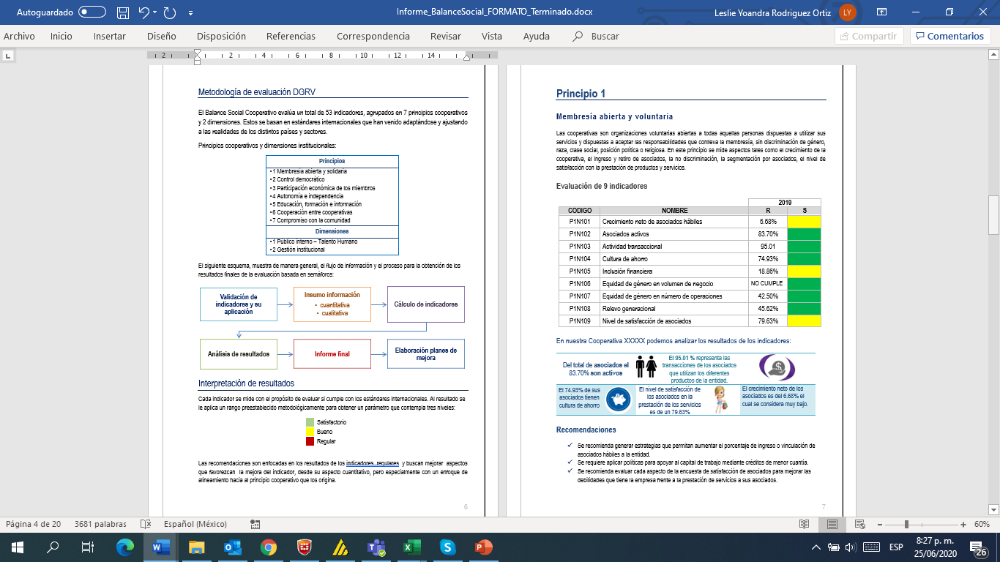 Autoguardado
Informe_BalanceSocial_FORMATO_Terminado.docx
Leslie Yoandra Rodriguez Ortiz
LY
Archivo Inicio Insertar Diseño Disposición Referencias Correspondencia Revisar Vista Ayuda Buscar Compartir Comentarios
2 2 4 6 8 10 12 14
Metodología de evaluación DGRV
El Balance Social Cooperativo evalúa un total de 53 indicadores, agrupados en 7 principios cooperativos
y 2 dimensiones. Estos se basan en estándares internacionales que han venido adaptándose y ajustando
a las realidades de los distintos países y sectores.
Principios cooperativos y dimensiones institucionales:
Principios
• 1 Membresía abierta y solidaria
• 2 Control democrático
• 3 Participación económica de los miembros
• 4 Autonomía e independencia
• 5 Educación, formación e información
• 6 Cooperación entre cooperativas
• 7 Compromiso con la comunidad
Dimensiones
• 1 Público interno – Talento Humano
• 2 Gestión institucional
El siguiente esquema, muestra de manera general, el flujo de información y el proceso para la obtención de los
resultados finales de la evaluación basada en semáforos:
Validación de
indicadores y su
aplicación
Insumo información
• cuantitativa
• cualitativa
Cálculo de indicadores
Análisis de resultados
Informe final
Elaboración planes de
mejora
Interpretación de resultados
Cada indicador se mide con el propósito de evaluar si cumple con los estándares internacionales. Al resultado se
le aplica un rango preestablecido metodológicamente para obtener un parámetro que contempla tres niveles:
Satisfactorio
Bueno
Regular
Las recomendaciones son enfocadas en los resultados de los indicadores regulares y buscan mejorar aspectos
que favorezcan la mejora del indicador, desde su aspecto cuantitativo, pero especialmente con un enfoque de
alineamiento hacia al principio cooperativo que los origina.
6
Principio 1
Membresía abierta y voluntaria
Las cooperativas son organizaciones voluntarias abiertas a todas aquellas personas dispuestas a utilizar sus
servicios y dispuestas a aceptar las responsabilidades que conlleva la membresía, sin discriminación de género,
raza, clase social, posición política o religiosa. En este principio se mide aspectos tales como el crecimiento de la
cooperativa, el ingreso y retiro de asociados, la no discriminación, la segmentación por asociados, el nivel de
satisfacción con la prestación de productos y servicios.
Evaluación de 9 indicadores
2019
CODIGO NOMBRE R S
P1N101 Crecimiento neto de asociados hábiles 6.68%
P1N102 Asociados activos 83.70%
P1N103 Actividad transaccional 95.01
P1N104 Cultura de ahorro 74.93%
P1N105 Inclusión financiera 18.86%
P1N106 Equidad de género en volumen de negocio NO CUMPLE
P1N107 Equidad de género en número de operaciones 42.50%
P1N108 Relevo generacional 45.62%
P1N109 Nivel de satisfacción de asociados 79.63%
En nuestra Cooperativa XXXXX podemos analizar los resultados de los indicadores:
Del total de asociados el
83.70% son activos
El 95.01 % representa las
transacciones de los asociados
que utilizan los diferentes
productos de la entidad.
El 74.93% de sus
asociados tienen
cultura de ahorro
El nivel de satisfacción de
los asociados en la
prestación de los servicios
es de un 79.63%
El crecimiento neto de los
asociados es del 6.68% el
cual se considera muy bajo.
Recomendaciones
✓ Se recomienda generar estrategias que permitan aumentar el porcentaje de ingreso o vinculación de
asociados hábiles a la entidad.
✓ Se requiere aplicar políticas para apoyar al capital de trabajo mediante créditos de menor cuantía.
✓ Se recomienda evaluar cada aspecto de la encuesta de satisfacción de asociados para mejorar las
debilidades que tiene la empresa frente a la prestación de servicios a sus asociados.
7
Página 4 de 20 3681 palabras Español (México) 60%
ESP
8:27 p. m.
25/06/2020
26